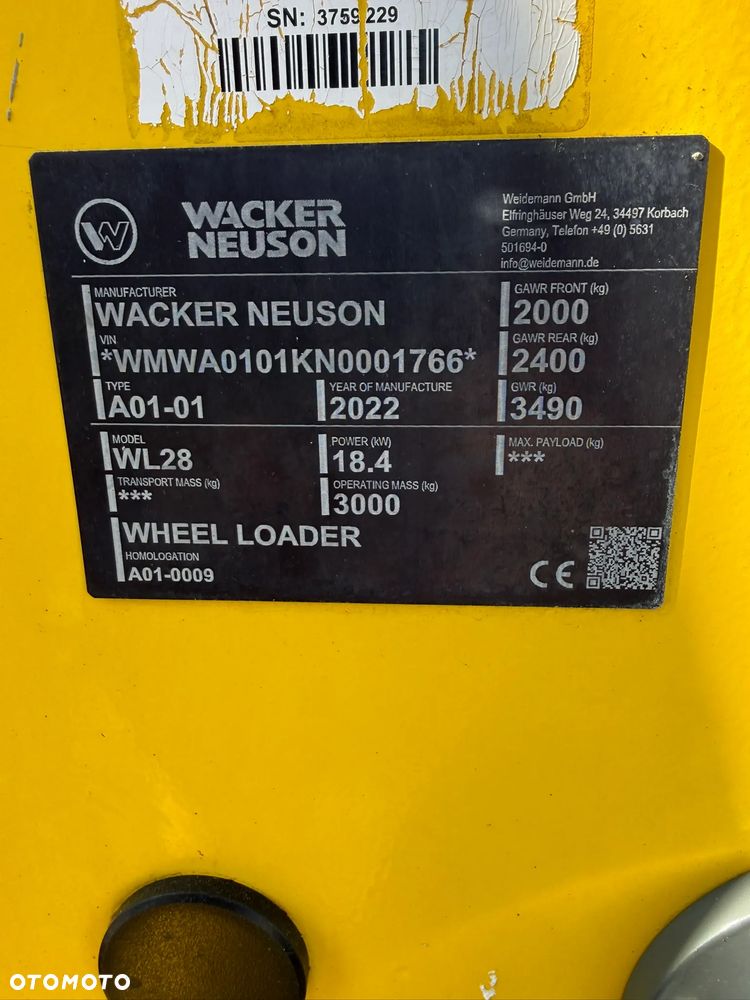 SN: 3759229
WACKER
NEUSON
Weidemann GmbH
Elfringhäuser Weg 24, 34497 Korbach
Germany, Telefon +49 (0) 5631
501694-0
info@weidemann.de
MANUFACTURER
WACKER NEUSON
GAWR FRONT (kg)
2000
VIN
*WMWA0101KN0001766*
GAWR REAR (kg)
2400
TYPE
A01-01
YEAR OF MANUFACTURE
2022
GWR (kg)
3490
MODEL
WL28
POWER (kW)
18.4
MAX. PAYLOAD (kg)
***
TRANSPORT MASS (kg)
***
OPERATING MASS (kg)
3000
WHEEL LOADER
HOMOLOGATION
A01-0009
CE
OTOMOTO